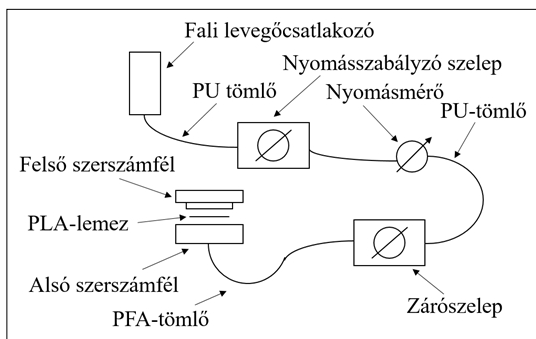 Fali levegőcsatlakozó
Nyomásszabályzó szelep
PU tömlő
Nyomásmérő
PU-tömlő
Felső szerszámfél
PLA-lemez
Alsó szerszámfél
PFA-tömlő
Zárószelep